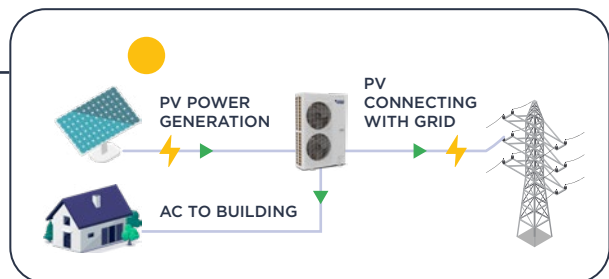 PV POWER
GENERATION
PV
CONNECTING
WITH GRID
AC TO BUILDING